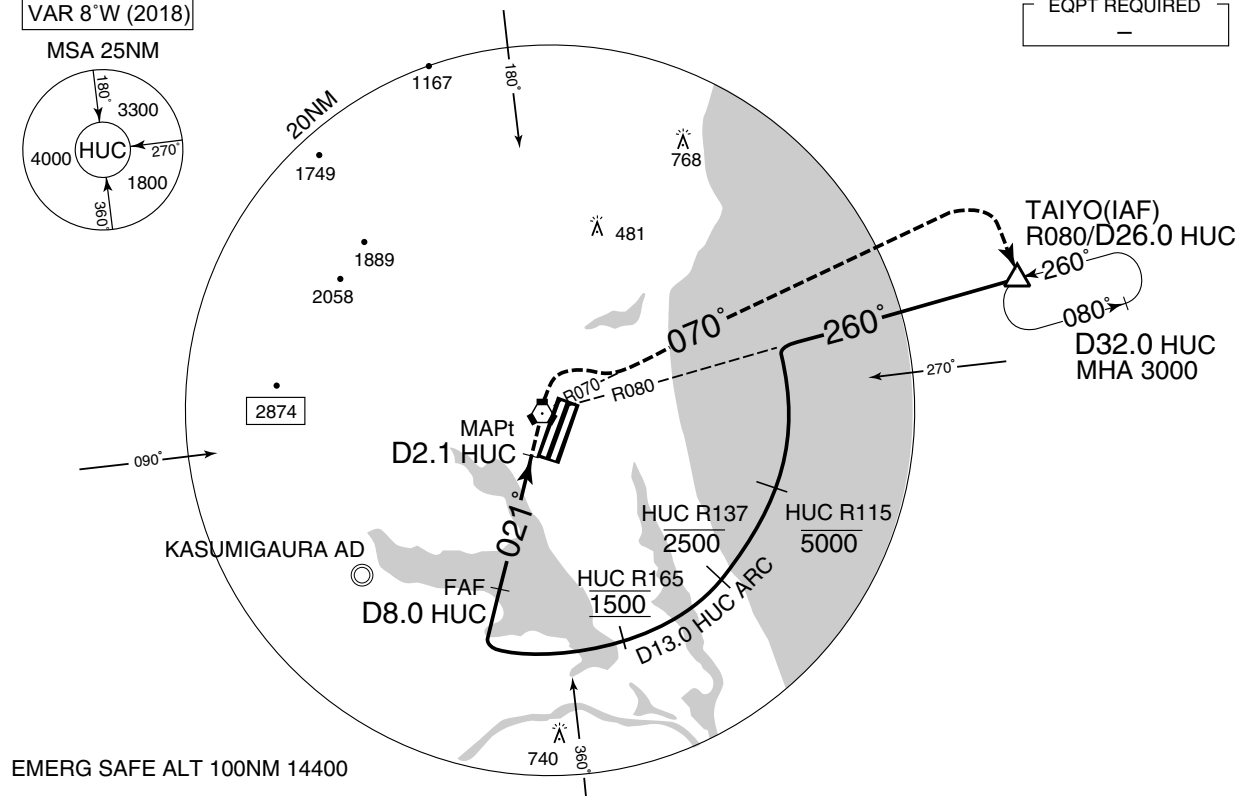 VAR 8°W (2018)
MSA 25NM
180°
3300
HUC
4000
270°
1800
360°
EQPT REQUIRED
–
1167
180°
20NM
1749
768
481
1889
2058
TAIYO(IAF)
R080/D26.0 HUC
260°
080°
D32.0 HUC
MHA 3000
070°
260°
270°
R070
R080
2874
MAPt
D2.1 HUC
090°
021°
HUC R137
2500
HUC R115
5000
KASUMIGAURA AD
FAF
D8.0 HUC
HUC R165
1500
D13.0 HUC ARC
740
360°
EMERG SAFE ALT 100NM 14400